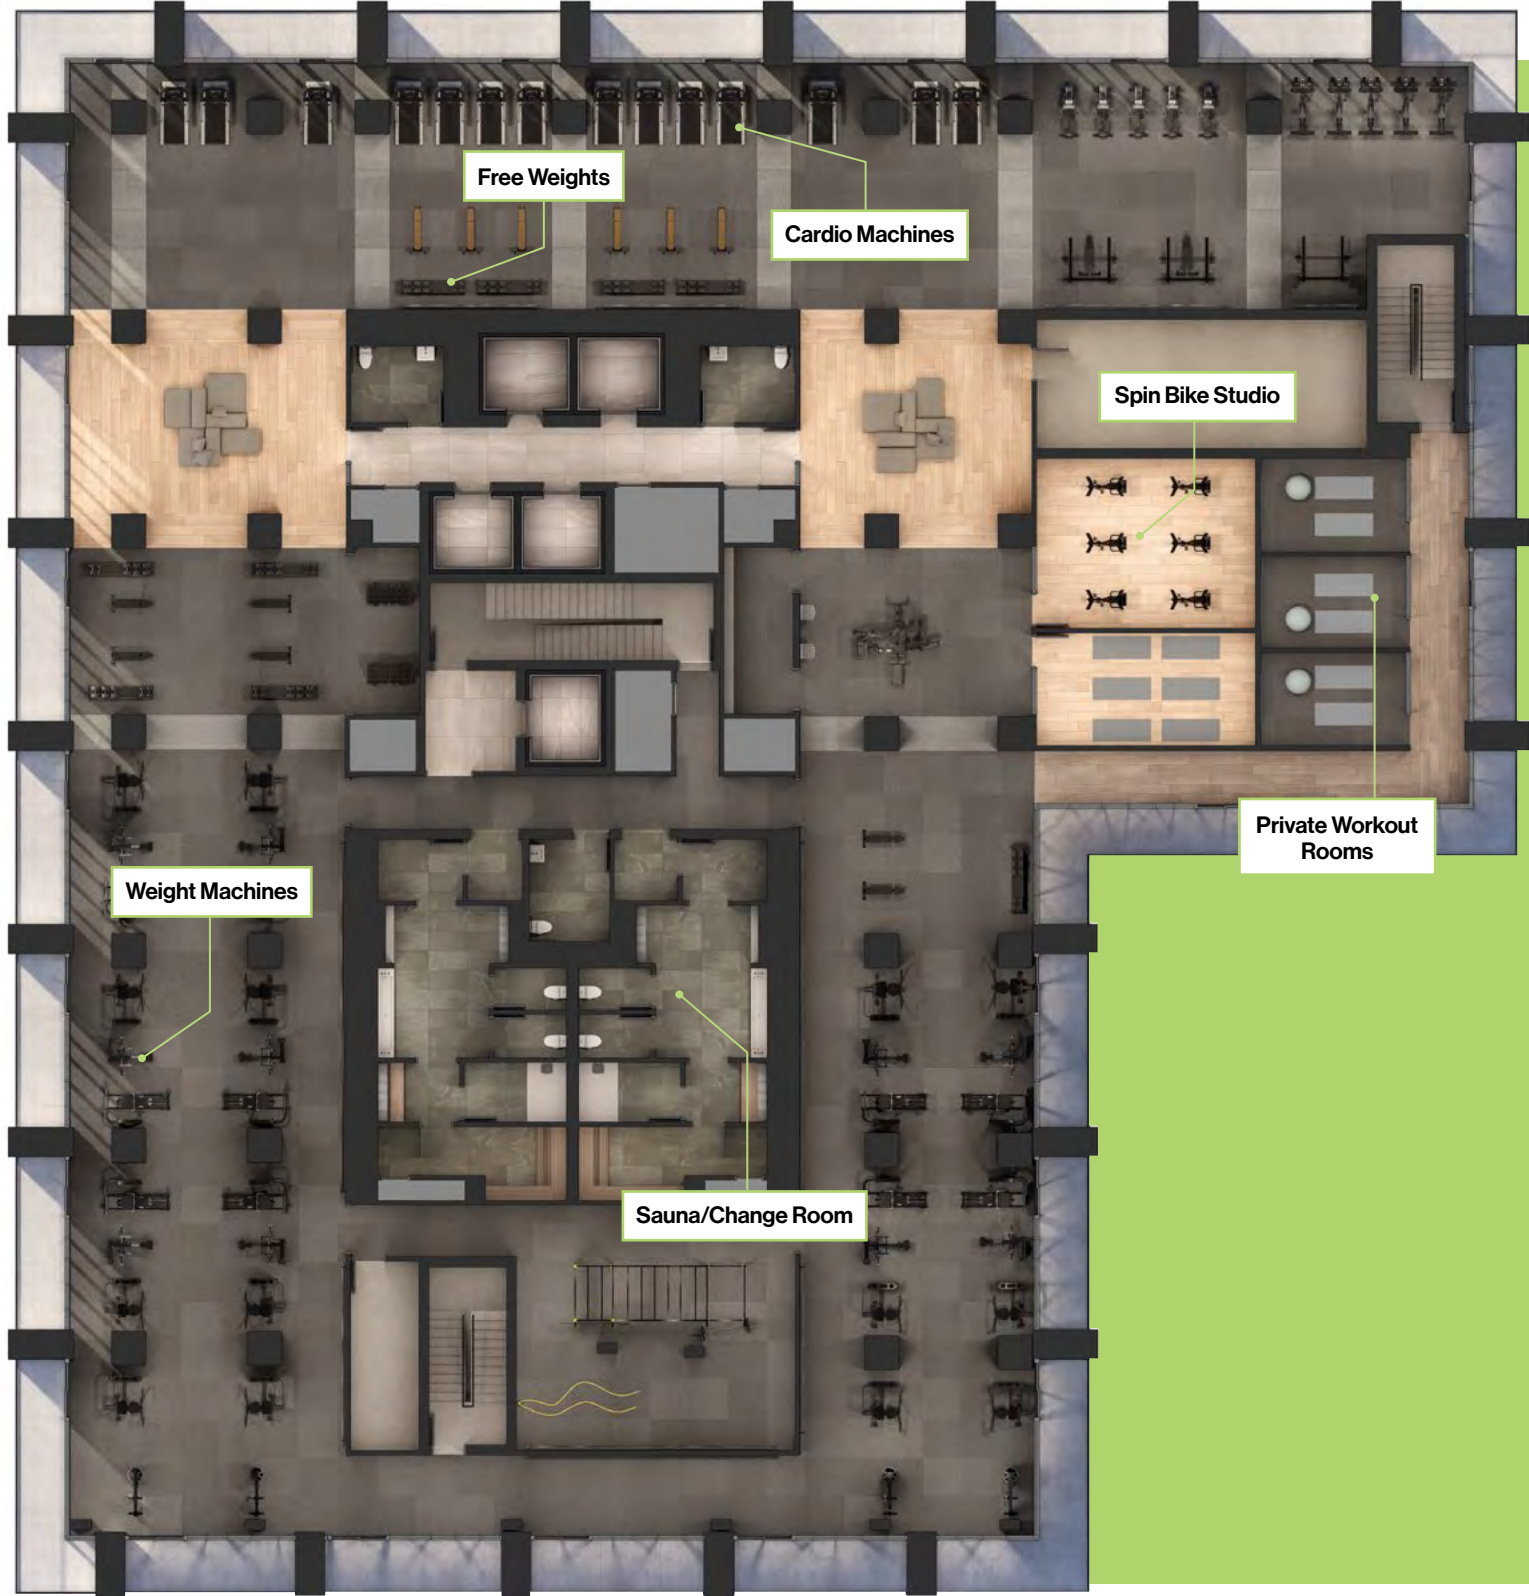 Free Weights
Cardio Machines
Spin Bike Studio
Private Workout
Rooms
Weight Machines
Sauna/Change Room